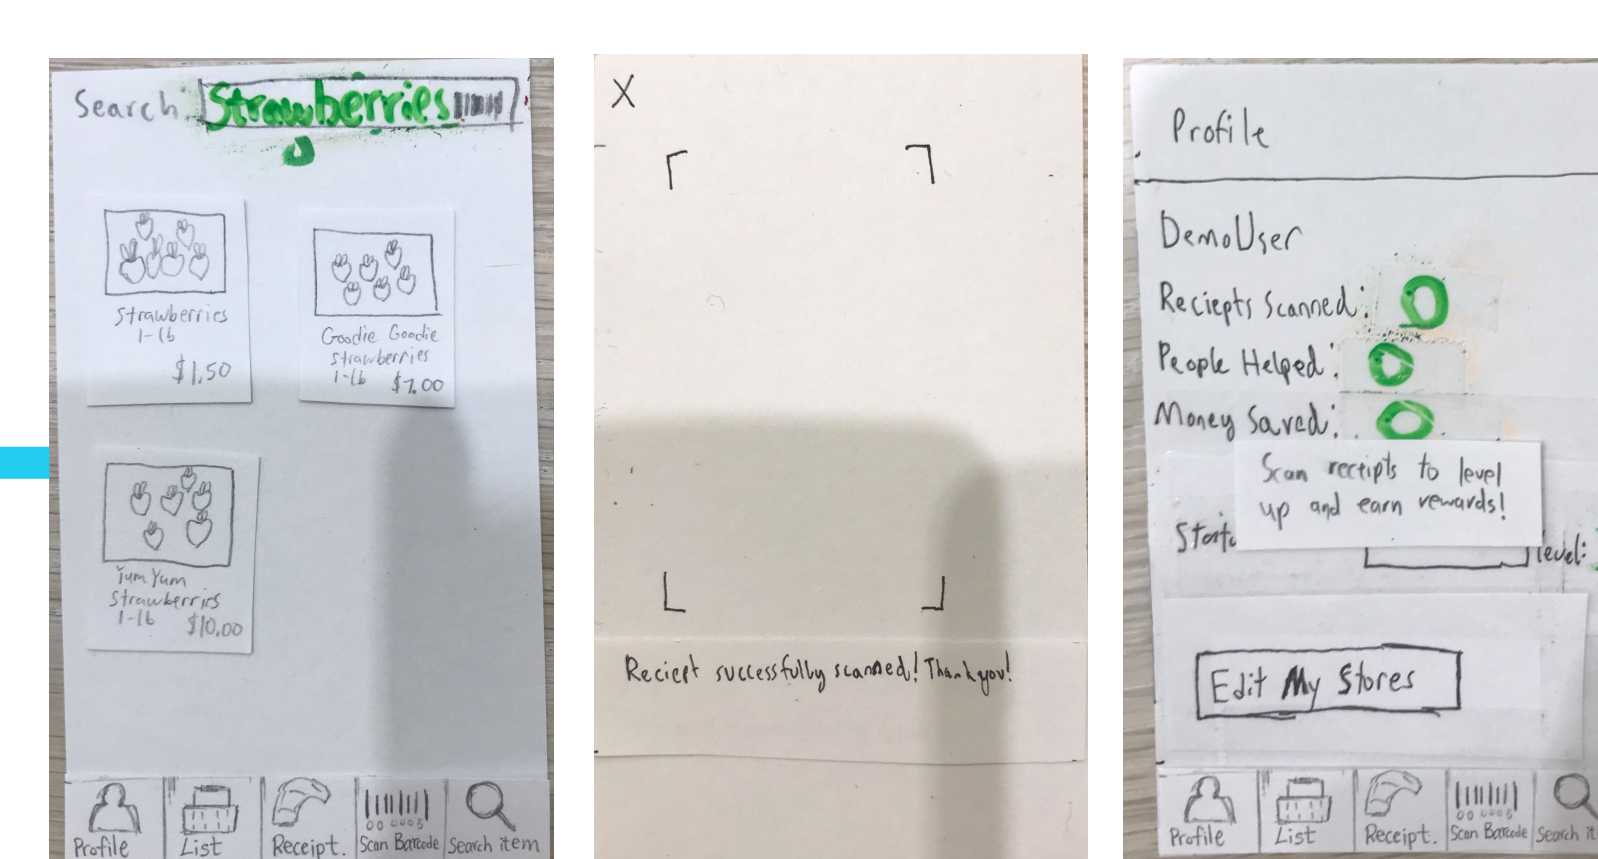 Search: Strawberries
Strawberries
1-lb
$1.50
Goodie Goodie
strawberries
1-lb $7.00
Yum Yum
Strawberries
1-lb $10.00
Profile
List
Receipt.
Scan Barcode
Search item
X
Reciept successfully scanned! Thank you!
Profile
DemoUser
Reciepts Scanned: 0
People Helped: 0
Money Saved: 0
Scan receipts to level
up and earn rewards!
level:
Edit My Stores
Profile
List
Receipt.
Scan Barcode
Search it